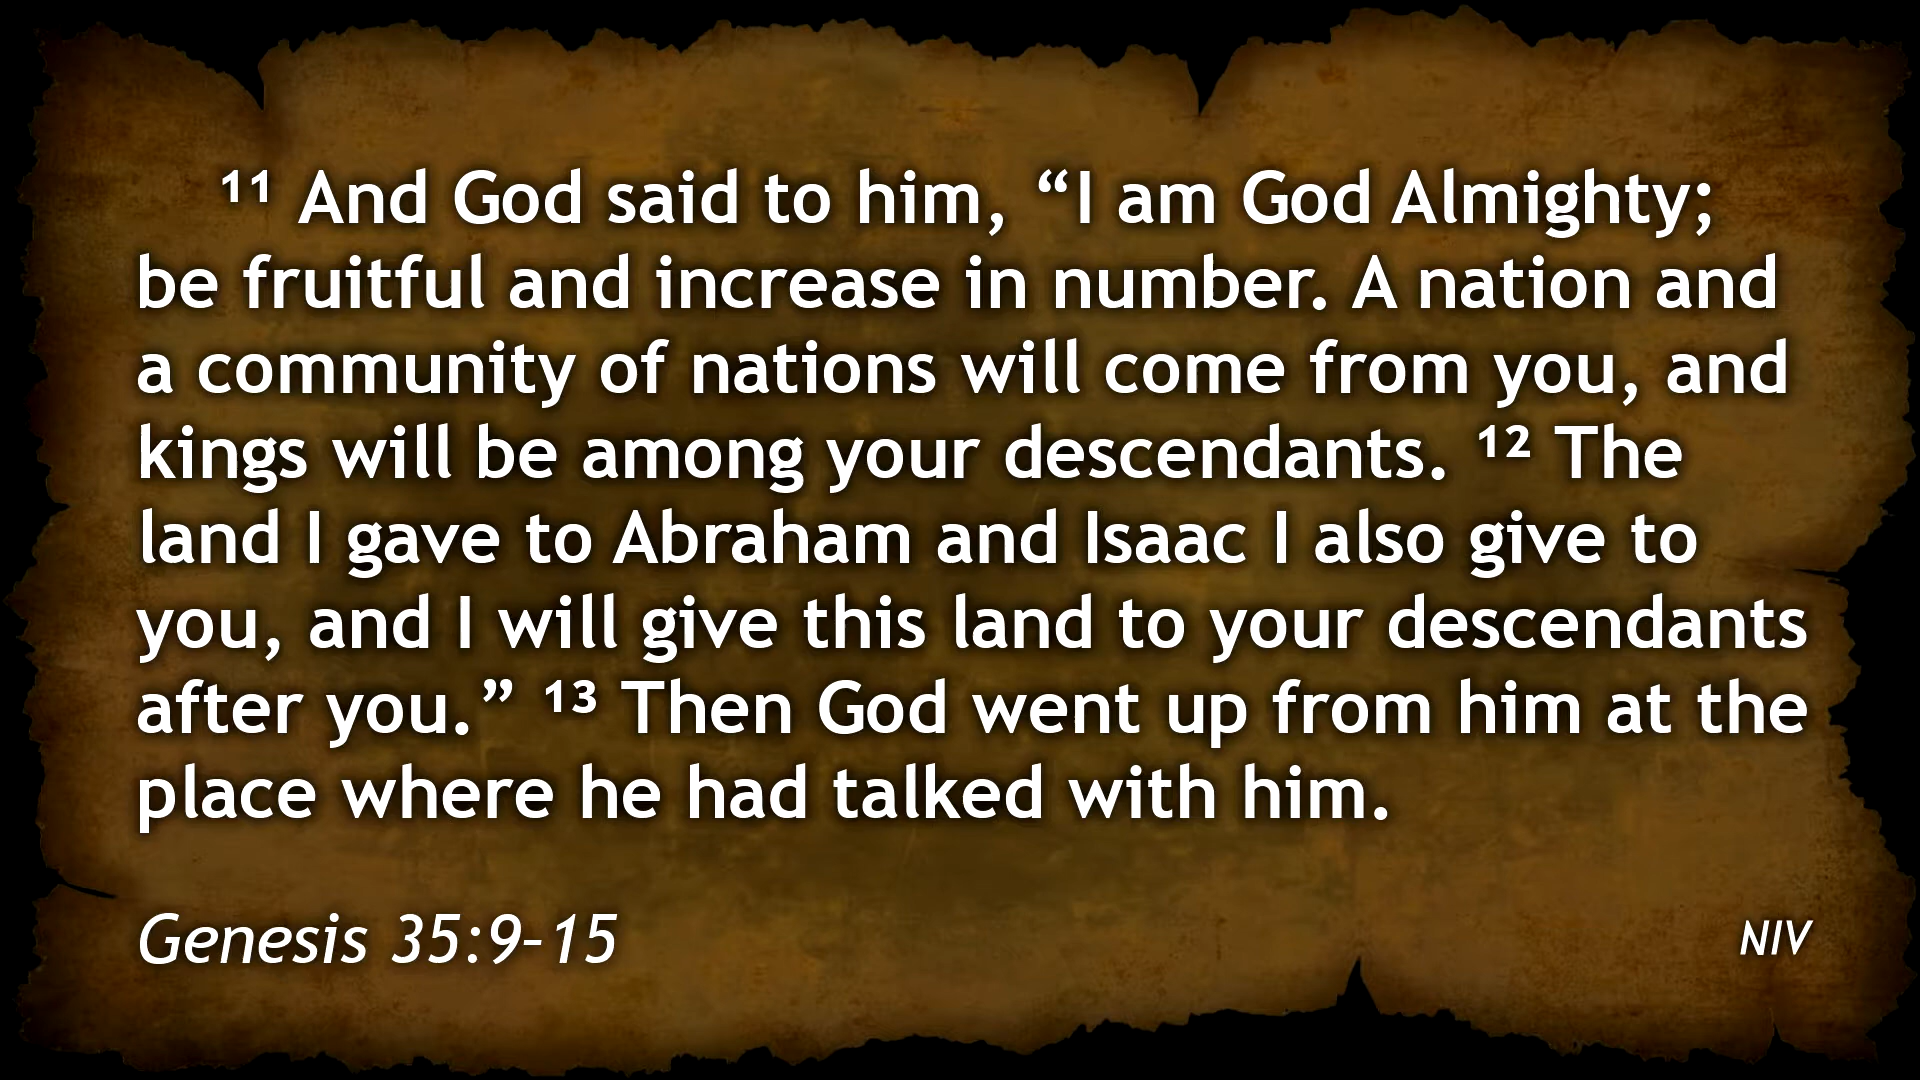 ¹¹ And God said to him, “I am God Almighty;
be fruitful and increase in number. A nation and
a community of nations will come from you, and
kings will be among your descendants. ¹² The
land I gave to Abraham and Isaac I also give to
you, and I will give this land to your descendants
after you.” ¹³ Then God went up from him at the
place where he had talked with him.
Genesis 35:9–15
NIV